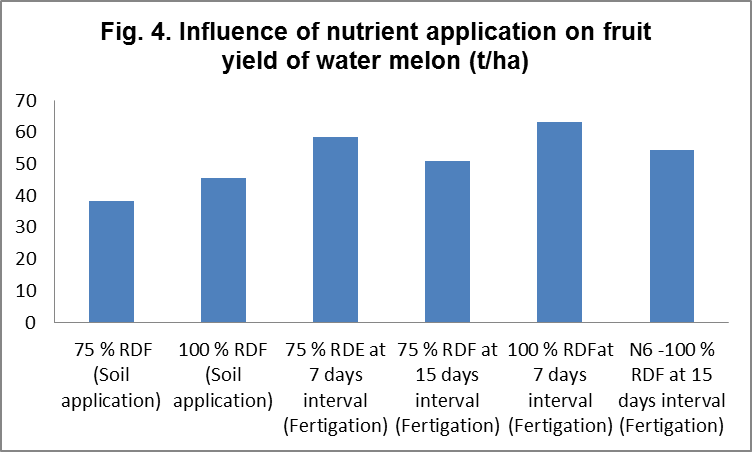 Fig. 4. Influence of nutrient application on fruit
yield of water melon (t/ha)
70
60
50
40
30
20
10
0
75 % RDF
(Soil
application)
100 % RDF
(Soil
application)
75 % RDE at
7 days
interval
(Fertigation)
75 % RDF at
15 days
interval
(Fertigation)
100 % RDFat
7 days
interval
(Fertigation)
N6 -100 %
RDF at 15
days interval
(Fertigation)